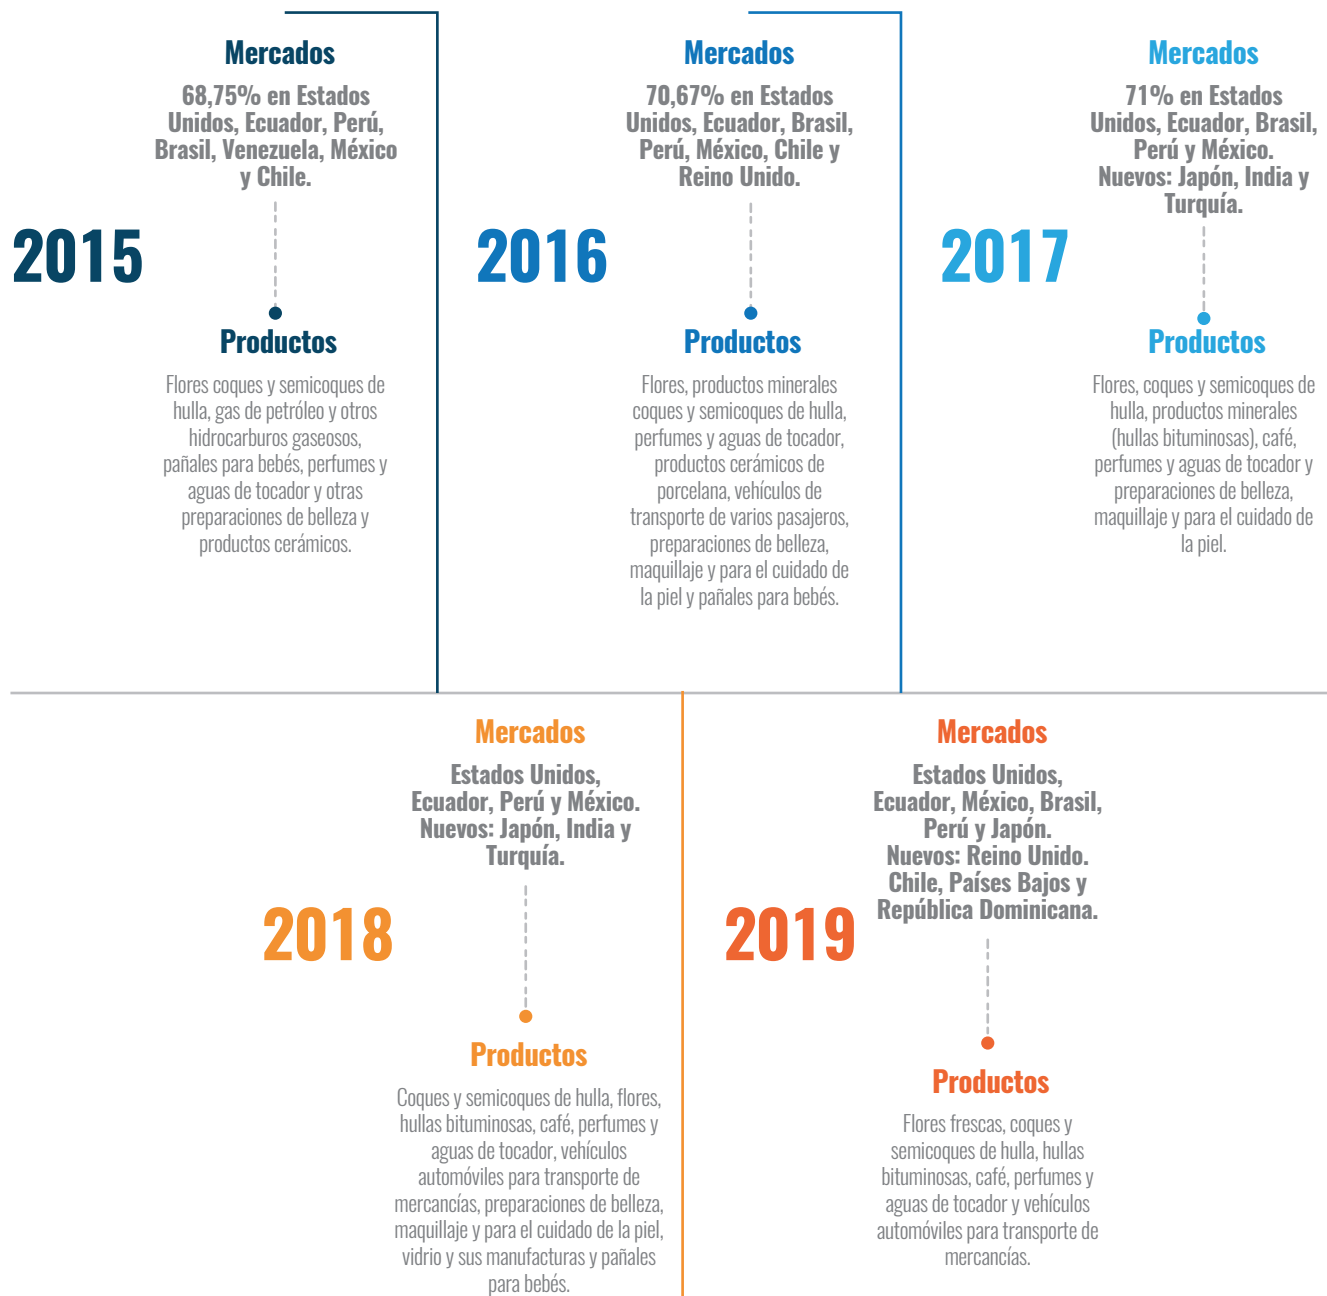 Mercados
68,75% en Estados
Unidos, Ecuador, Perú,
Brasil, Venezuela, México
y Chile.
2015
Productos
Flores coques y semicoques de
hulla, gas de petróleo y otros
hidrocarburos gaseosos,
pañales para bebés, perfumes y
aguas de tocador y otras
preparaciones de belleza y
productos cerámicos.
Mercados
70,67% en Estados
Unidos, Ecuador, Brasil,
Perú, México, Chile y
Reino Unido.
2016
Productos
Flores, productos minerales
coques y semicoques de hulla,
perfumes y aguas de tocador,
productos cerámicos de
porcelana, vehículos de
transporte de varios pasajeros,
preparaciones de belleza,
maquillaje y para el cuidado de
la piel y pañales para bebés.
Mercados
71% en Estados
Unidos, Ecuador, Brasil,
Perú y México.
Nuevos: Japón, India y
Turquía.
2017
Productos
Flores, coques y semicoques de
hulla, productos minerales
(hullas bituminosas), café,
perfumes y aguas de tocador y
preparaciones de belleza,
maquillaje y para el cuidado de
la piel.
Mercados
Estados Unidos,
Ecuador, Perú y México.
Nuevos: Japón, India y
Turquía.
2018
Productos
Coques y semicoques de hulla, flores,
hullas bituminosas, café, perfumes y
aguas de tocador, vehículos
automóviles para transporte de
mercancías, preparaciones de belleza,
maquillaje y para el cuidado de la piel,
vidrio y sus manufacturas y pañales
para bebés.
Mercados
Estados Unidos,
Ecuador, México, Brasil,
Perú y Japón.
Nuevos: Reino Unido.
Chile, Países Bajos y
República Dominicana.
2019
Productos
Flores frescas, coques y
semicoques de hulla, hullas
bituminosas, café, perfumes y
aguas de tocador y vehículos
automóviles para transporte de
mercancías.